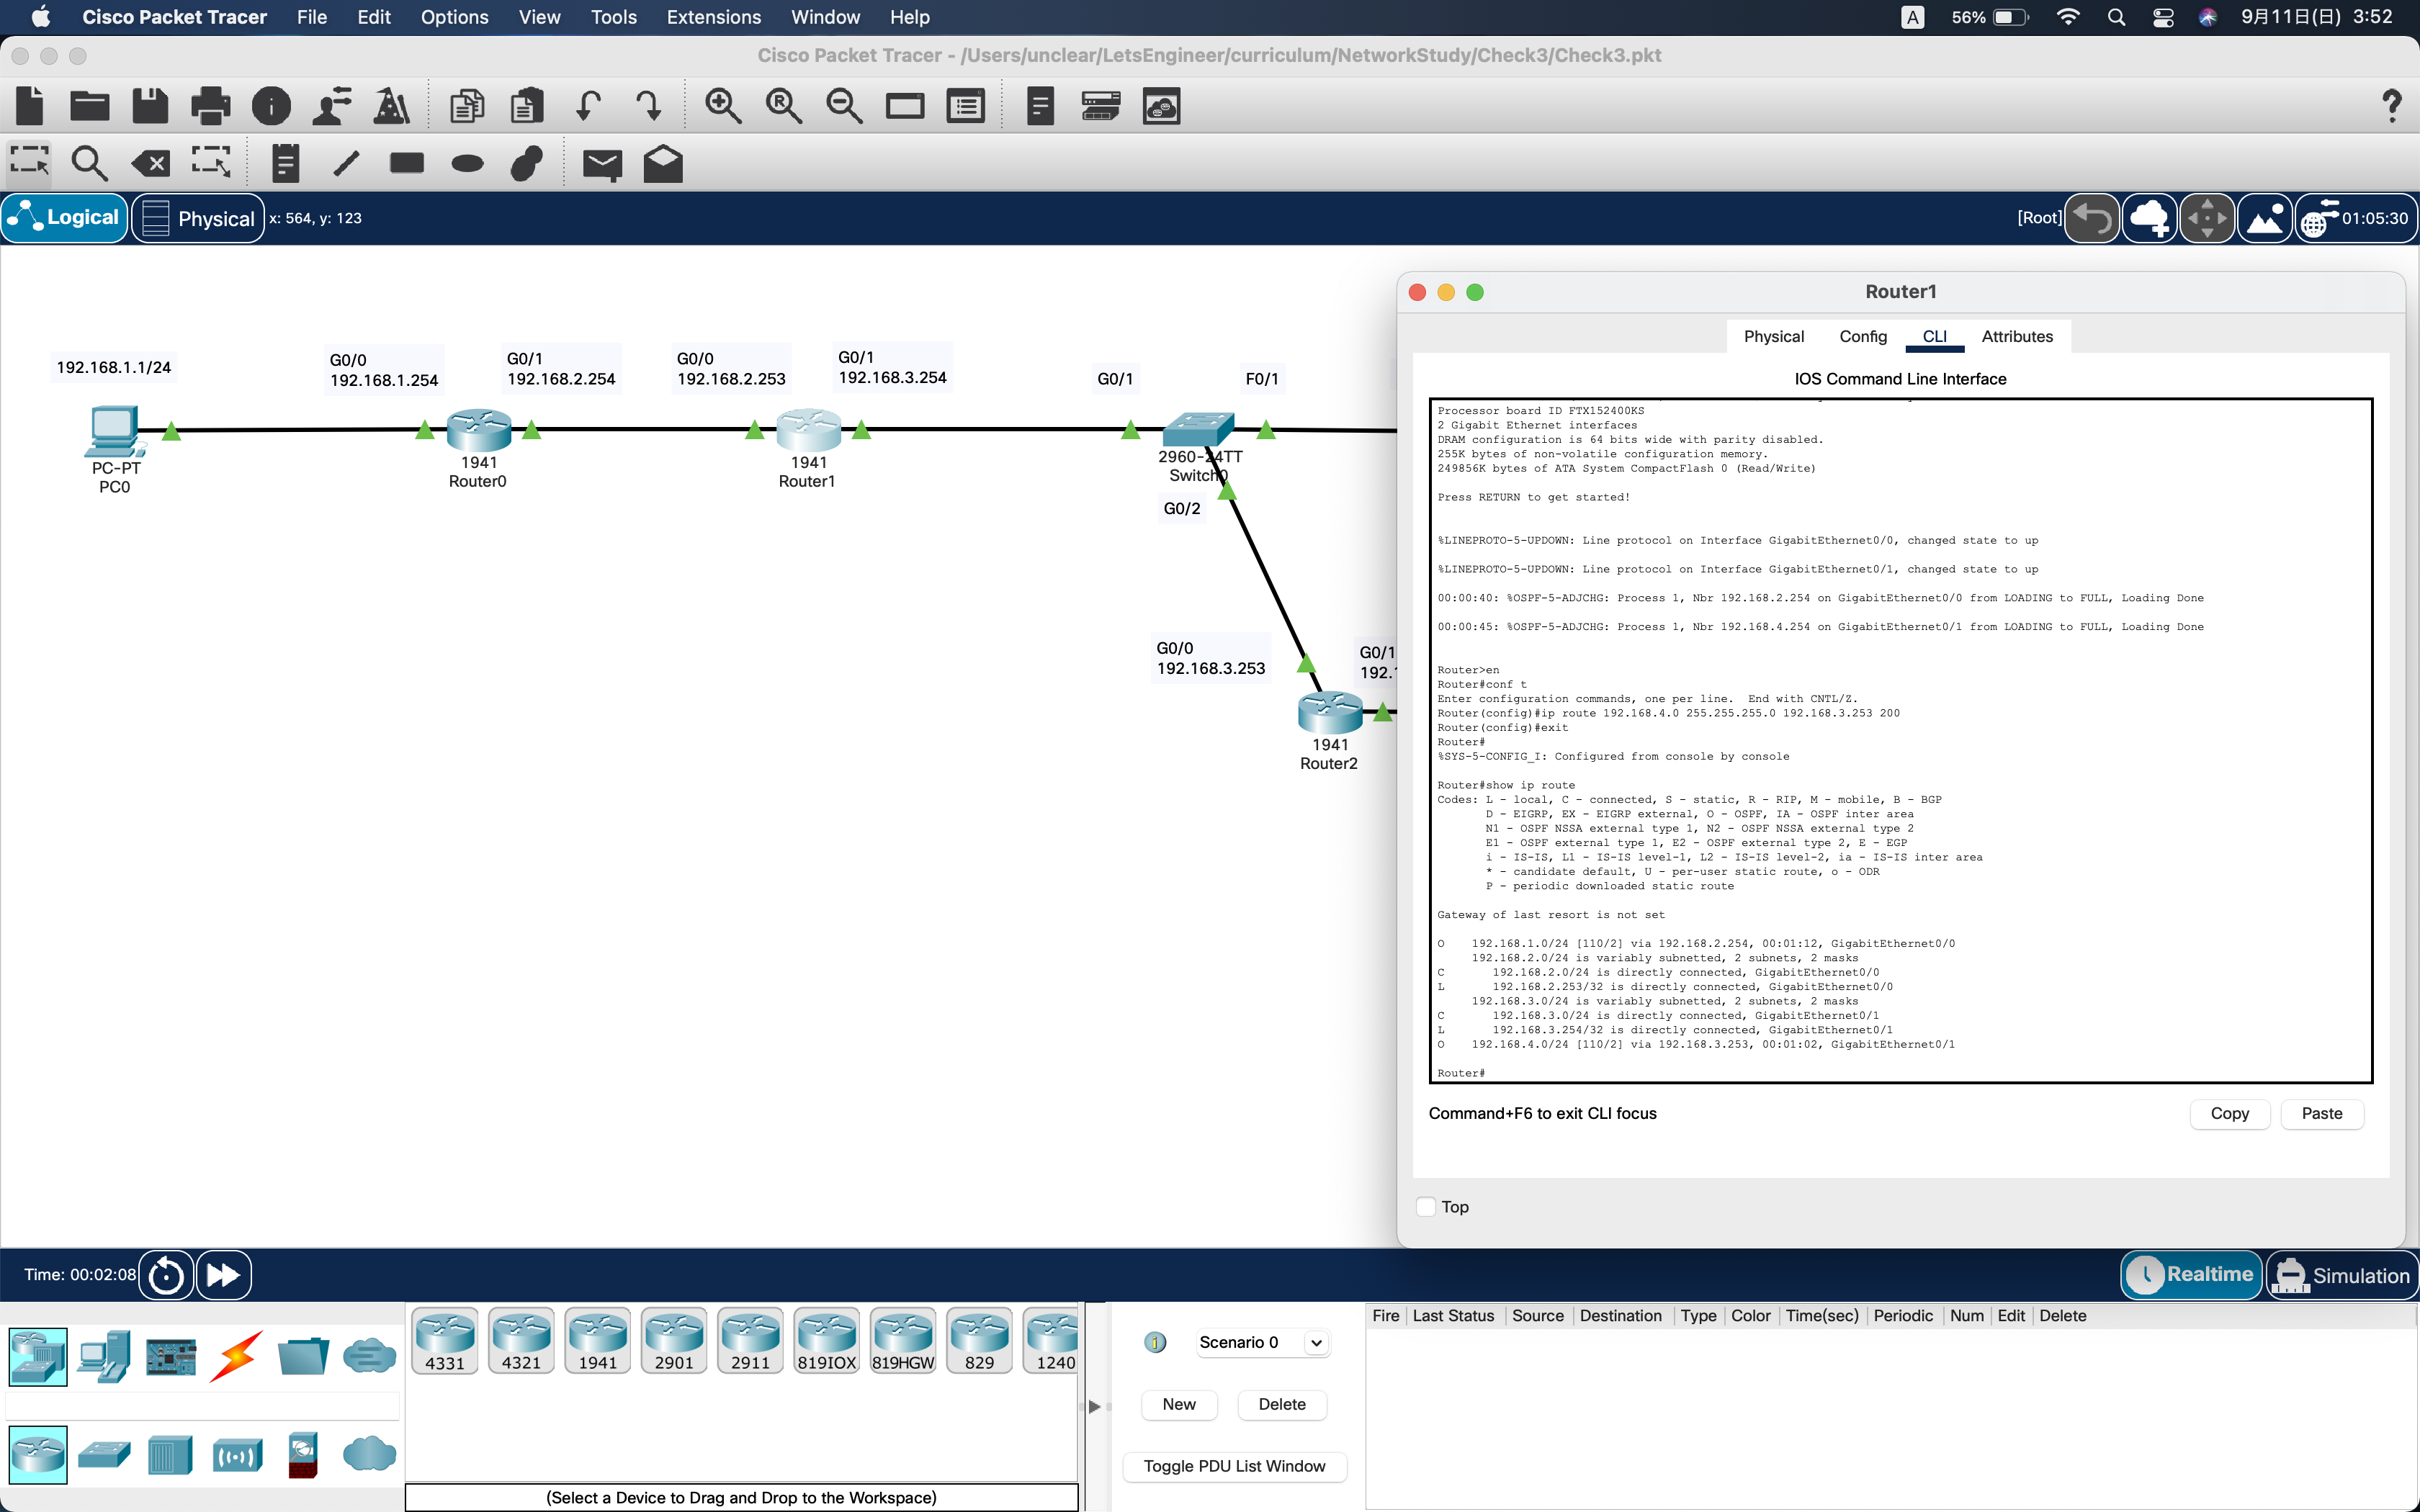 Cisco Packet Tracer File Edit Options View Tools Extensions Window Help A 56% 9月11日(日) 3:52
Cisco Packet Tracer - /Users/unclear/LetsEngineer/curriculum/NetworkStudy/Check3/Check3.pkt
Logical Physical x: 564, y: 123 [Root] 01:05:30
192.168.1.1/24
G0/0
192.168.1.254
G0/1
192.168.2.254
G0/0
192.168.2.253
G0/1
192.168.3.254
G0/1
F0/1
PC-PT
PC0
1941
Router0
1941
Router1
2960-24TT
Switch0
G0/2
G0/0
192.168.3.253
G0/1
192.1
1941
Router2
Router1
Physical Config CLI Attributes
IOS Command Line Interface
Processor board ID FTX152400KS
2 Gigabit Ethernet interfaces
DRAM configuration is 64 bits wide with parity disabled.
255K bytes of non-volatile configuration memory.
249856K bytes of ATA System CompactFlash 0 (Read/Write)
Press RETURN to get started!
%LINEPROTO-5-UPDOWN: Line protocol on Interface GigabitEthernet0/0, changed state to up
%LINEPROTO-5-UPDOWN: Line protocol on Interface GigabitEthernet0/1, changed state to up
00:00:40: %OSPF-5-ADJCHG: Process 1, Nbr 192.168.2.254 on GigabitEthernet0/0 from LOADING to FULL, Loading Done
00:00:45: %OSPF-5-ADJCHG: Process 1, Nbr 192.168.4.254 on GigabitEthernet0/1 from LOADING to FULL, Loading Done
Router>en
Router#conf t
Enter configuration commands, one per line.  End with CNTL/Z.
Router(config)#ip route 192.168.4.0 255.255.255.0 192.168.3.253 200
Router(config)#exit
Router#
%SYS-5-CONFIG_I: Configured from console by console
Router#show ip route
Codes: L - local, C - connected, S - static, R - RIP, M - mobile, B - BGP
D - EIGRP, EX - EIGRP external, O - OSPF, IA - OSPF inter area
N1 - OSPF NSSA external type 1, N2 - OSPF NSSA external type 2
E1 - OSPF external type 1, E2 - OSPF external type 2, E - EGP
i - IS-IS, L1 - IS-IS level-1, L2 - IS-IS level-2, ia - IS-IS inter area
* - candidate default, U - per-user static route, o - ODR
P - periodic downloaded static route
Gateway of last resort is not set
O 192.168.1.0/24 [110/2] via 192.168.2.254, 00:01:12, GigabitEthernet0/0
192.168.2.0/24 is variably subnetted, 2 subnets, 2 masks
C 192.168.2.0/24 is directly connected, GigabitEthernet0/0
L 192.168.2.253/32 is directly connected, GigabitEthernet0/0
192.168.3.0/24 is variably subnetted, 2 subnets, 2 masks
C 192.168.3.0/24 is directly connected, GigabitEthernet0/1
L 192.168.3.254/32 is directly connected, GigabitEthernet0/1
O 192.168.4.0/24 [110/2] via 192.168.3.253, 00:01:02, GigabitEthernet0/1
Router#
Command+F6 to exit CLI focus
Copy Paste
Top
Time: 00:02:08
Realtime Simulation
4331 4321 1941 2901 2911 819IOX 819HGW 829 1240
(Select a Device to Drag and Drop to the Workspace)
Scenario 0
New Delete
Toggle PDU List Window
Fire Last Status Source Destination Type Color Time(sec) Periodic Num Edit Delete